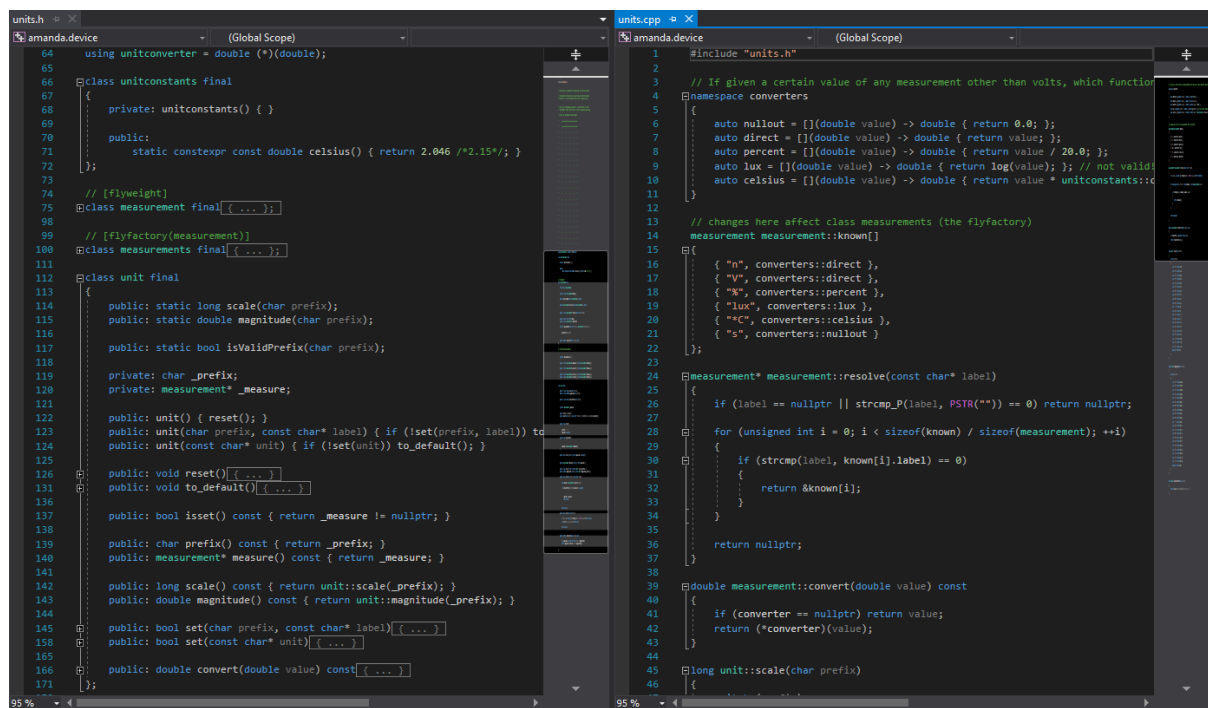 units.h
amanda.device
(Global Scope)
64 using unitconverter = double (*)(double);
65
66 class unitconstants final
67 {
68 private: unitconstants() { }
69
70 public:
71 static constexpr const double celsius() { return 2.046 /*2.15*/; }
72 };
73
74 // [flyweight]
75 class measurement final { ... };
98
99 // [flyfactory(measurement)]
100 class measurements final { ... };
111
112 class unit final
113 {
114 public: static long scale(char prefix);
115 public: static double magnitude(char prefix);
116
117 public: static bool isValidPrefix(char prefix);
118
119 private: char _prefix;
120 private: measurement* _measure;
121
122 public: unit() { reset(); }
123 public: unit(char prefix, const char* label) { if (!set(prefix, label)) to
124 public: unit(const char* unit) { if (!set(unit)) to_default(); }
125
126 public: void reset() { ... }
131 public: void to_default() { ... }
136
137 public: bool isset() const { return _measure != nullptr; }
138
139 public: char prefix() const { return _prefix; }
140 public: measurement* measure() const { return _measure; }
141
142 public: long scale() const { return unit::scale(_prefix); }
143 public: double magnitude() const { return unit::magnitude(_prefix); }
144
145 public: bool set(char prefix, const char* label) { ... }
158 public: bool set(const char* unit) { ... }
165
166 public: double convert(double value) const { ... }
171 };
95 %
units.cpp
amanda.device
(Global Scope)
1 #include "units.h"
2
3 // If given a certain value of any measurement other than volts, which function
4 namespace converters
5 {
6 auto nullout = [](double value) -> double { return 0.0; };
7 auto direct = [](double value) -> double { return value; };
8 auto percent = [](double value) -> double { return value / 20.0; };
9 auto lux = [](double value) -> double { return log(value); }; // not valid!
10 auto celsius = [](double value) -> double { return value * unitconstants::c
11 }
12
13 // changes here affect class measurements (the flyfactory)
14 measurement measurement::known[]
15 {
16 { "n", converters::direct },
17 { "V", converters::direct },
18 { "%", converters::percent },
19 { "lux", converters::lux },
20 { "*C", converters::celsius },
21 { "s", converters::nullout }
22 };
23
24 measurement* measurement::resolve(const char* label)
25 {
26 if (label == nullptr || strcmp_P(label, PSTR("")) == 0) return nullptr;
27
28 for (unsigned int i = 0; i < sizeof(known) / sizeof(measurement); ++i)
29 {
30 if (strcmp(label, known[i].label) == 0)
31 {
32 return &known[i];
33 }
34 }
35
36 return nullptr;
37 }
38
39 double measurement::convert(double value) const
40 {
41 if (converter == nullptr) return value;
42 return (*converter)(value);
43 }
44
45 long unit::scale(char prefix)
46 {
95 %